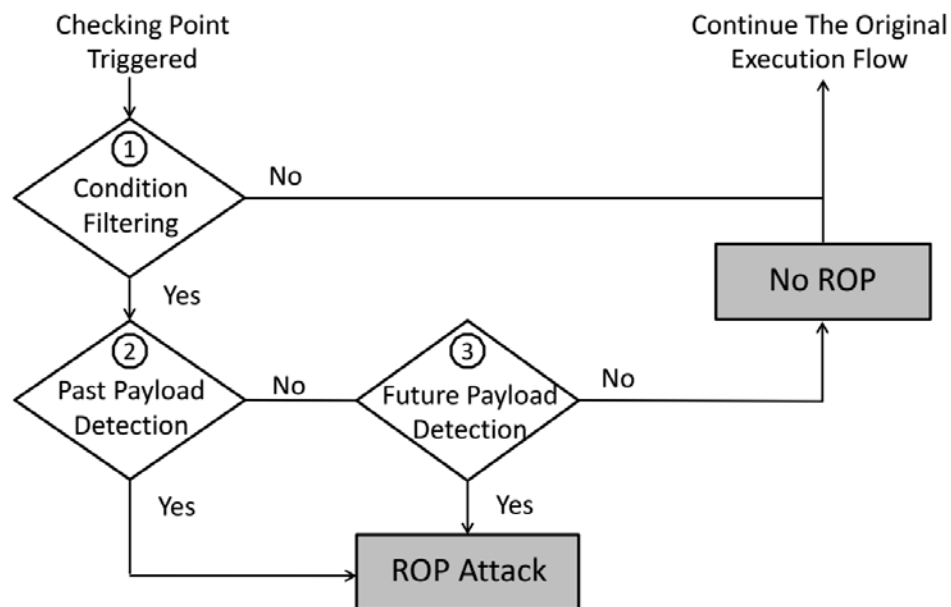 Checking Point
Triggered
Continue The Original
Execution Flow
1
Condition
Filtering
No
No ROP
Yes
2
Past Payload
Detection
No
3
Future Payload
Detection
No
Yes
Yes
ROP Attack